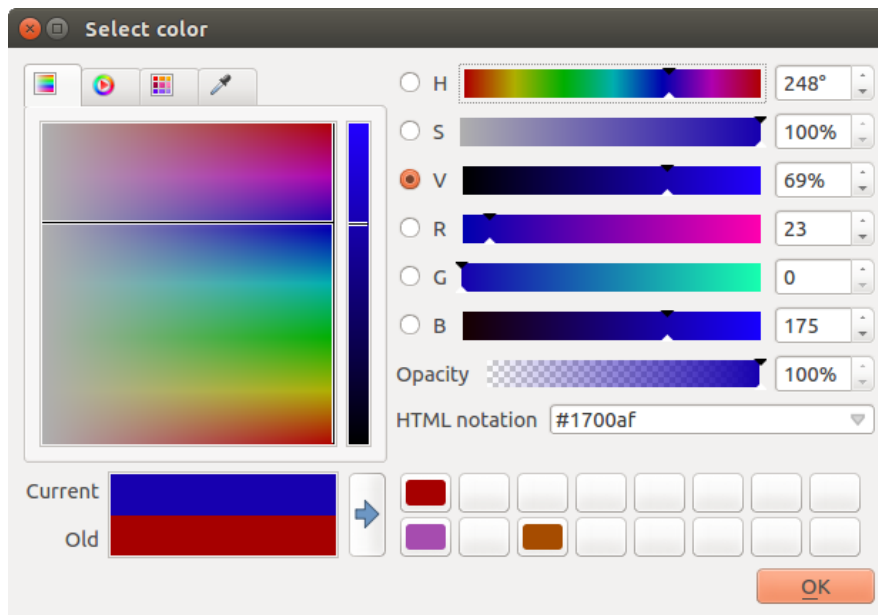 Select color
H 248°
S 100%
V 69%
R 23
G 0
B 175
Opacity 100%
HTML notation #1700af
Current
Old
OK